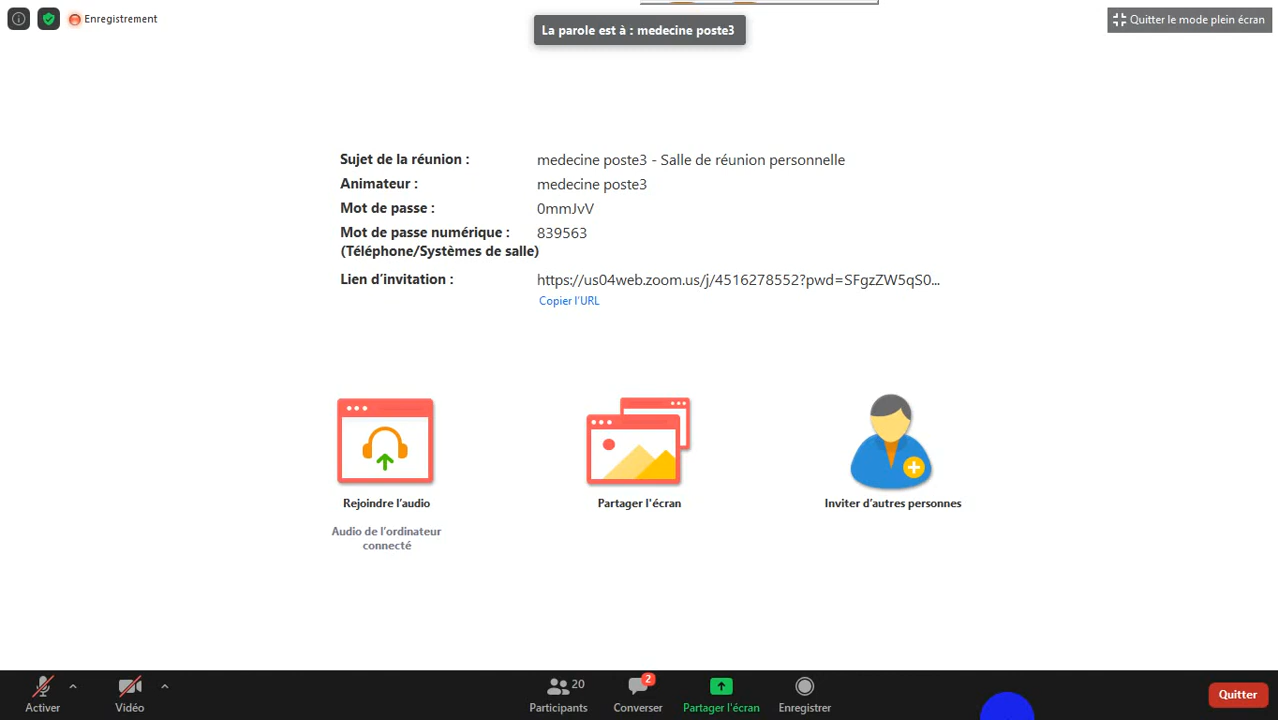 Enregistrement
La parole est à : medecine poste3
Quitter le mode plein écran
Sujet de la réunion : medecine poste3 - Salle de réunion personnelle
Animateur : medecine poste3
Mot de passe : 0mmJvV
Mot de passe numérique : 839563
(Téléphone/Systèmes de salle)
Lien d’invitation : https://us04web.zoom.us/j/4516278552?pwd=SFgzZW5qS0...
Copier l’URL
Rejoindre l’audio
Partager l'écran
Inviter d’autres personnes
Audio de l’ordinateur
connecté
20
2
Activer
Vidéo
Participants
Converser
Partager l'écran
Enregistrer
Quitter